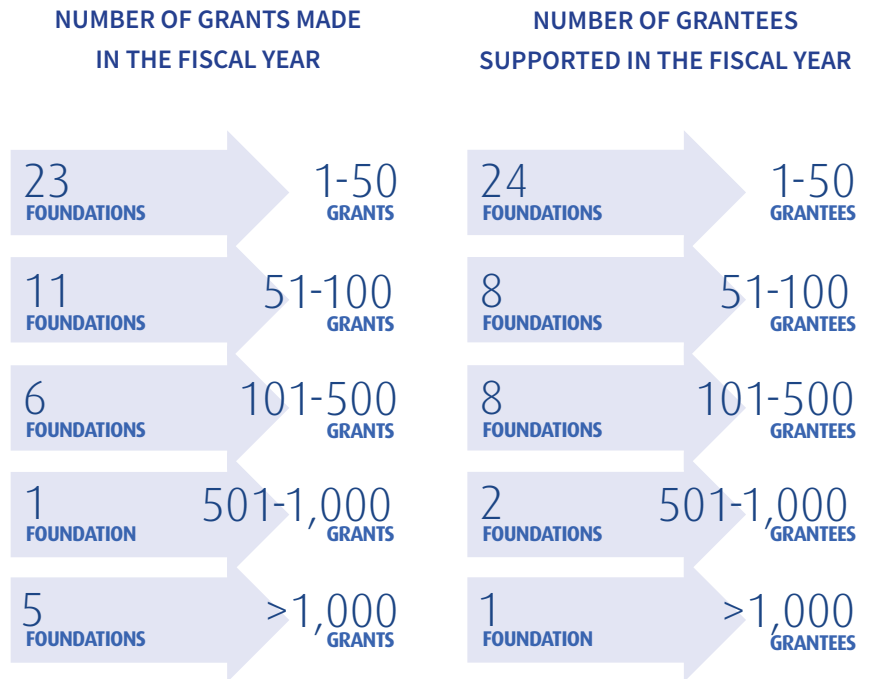 NUMBER OF GRANTS MADE
IN THE FISCAL YEAR
23
FOUNDATIONS
1-50
GRANTS
11
FOUNDATIONS
51-100
GRANTS
6
FOUNDATIONS
101-500
GRANTS
1
FOUNDATION
501-1,000
GRANTS
5
FOUNDATIONS
>1,000
GRANTS
NUMBER OF GRANTEES
SUPPORTED IN THE FISCAL YEAR
24
FOUNDATIONS
1-50
GRANTEES
8
FOUNDATIONS
51-100
GRANTEES
8
FOUNDATIONS
101-500
GRANTEES
2
FOUNDATIONS
501-1,000
GRANTEES
1
FOUNDATION
>1,000
GRANTEES